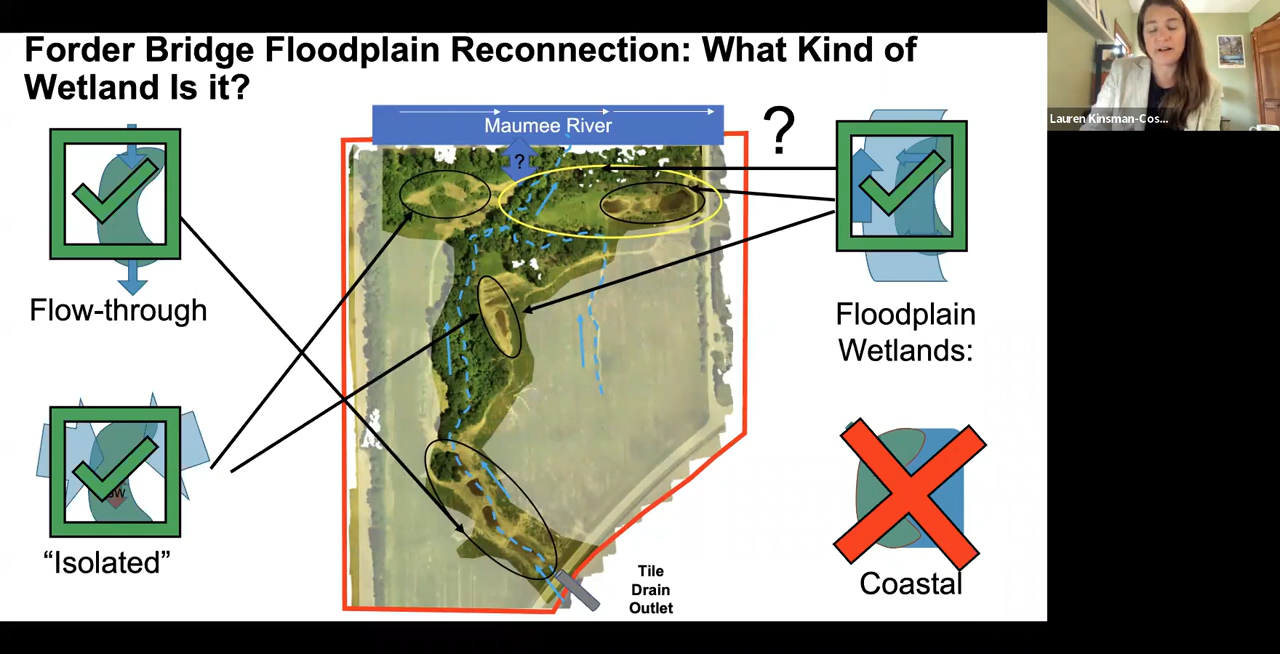 Forder Bridge Floodplain Reconnection: What Kind of
Wetland Is it?
Lauren Kinsman-Cos...
Maumee River
?
?
Flow-through
Floodplain
Wetlands:
"Isolated"
Coastal
Tile
Drain
Outlet